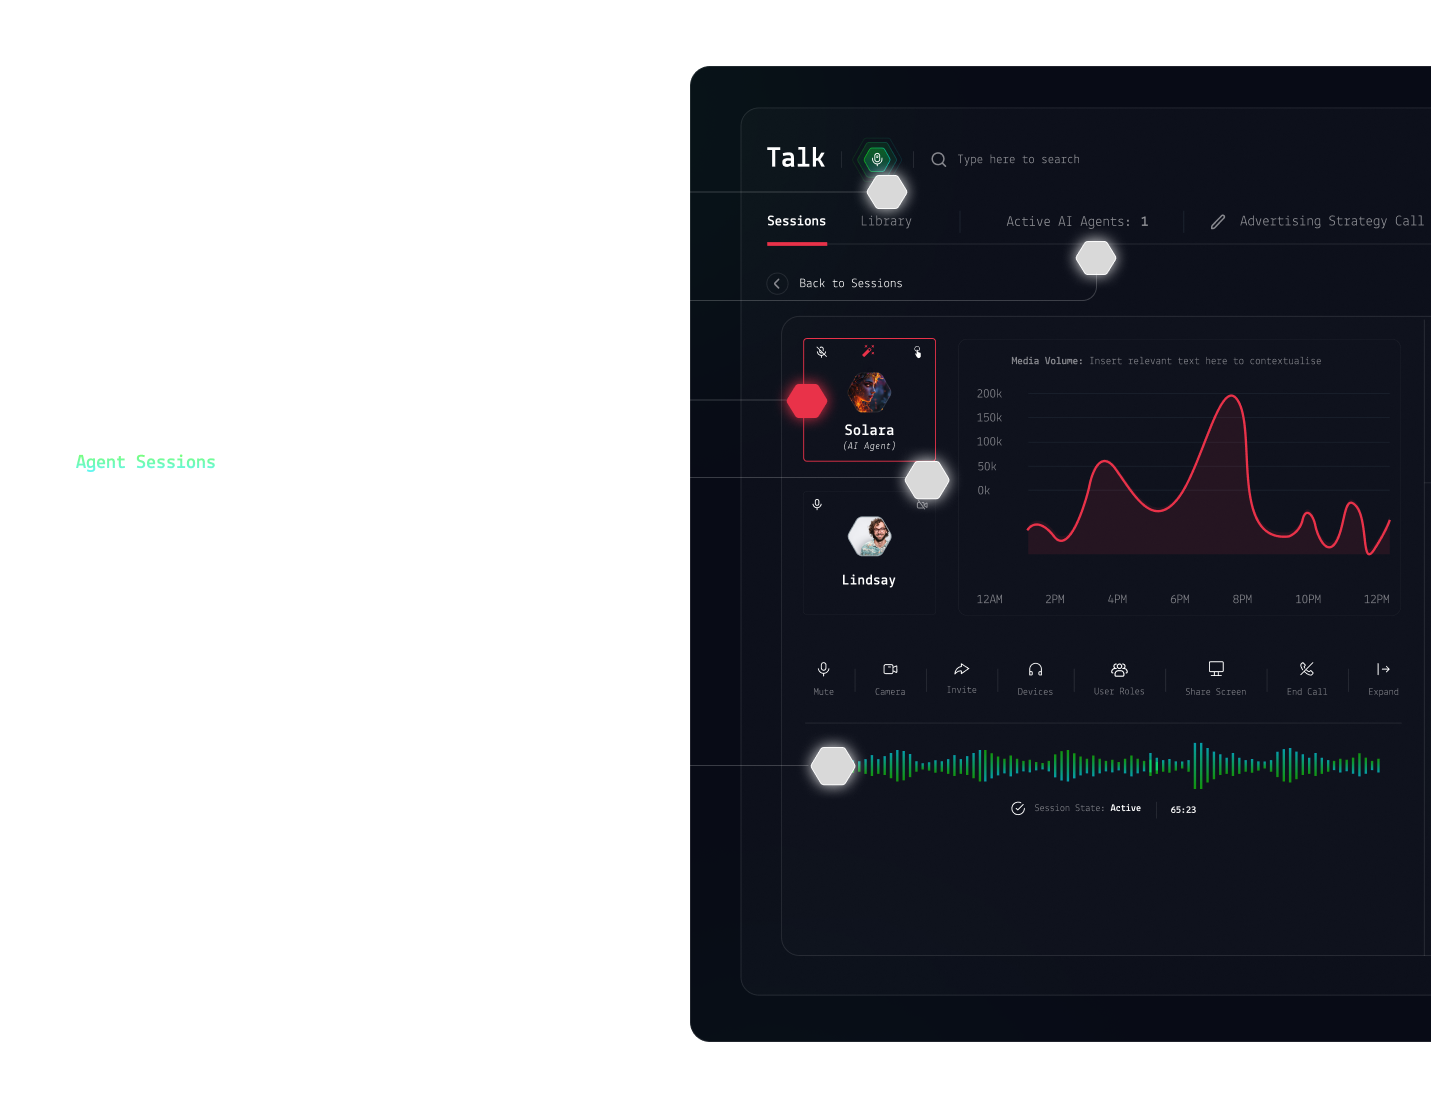 Talk
Type here to search
Sessions
Library
Active AI Agents: 1
Advertising Strategy Call
Back to Sessions
Solara
(AI Agent)
Lindsay
Agent Sessions
Media Volume: Insert relevant text here to contextualise
200k
150k
100k
50k
0k
12AM 2PM 4PM 6PM 8PM 10PM 12PM
Mute Camera Invite Devices User Roles Share Screen End Call Expand
Session State: Active
65:23